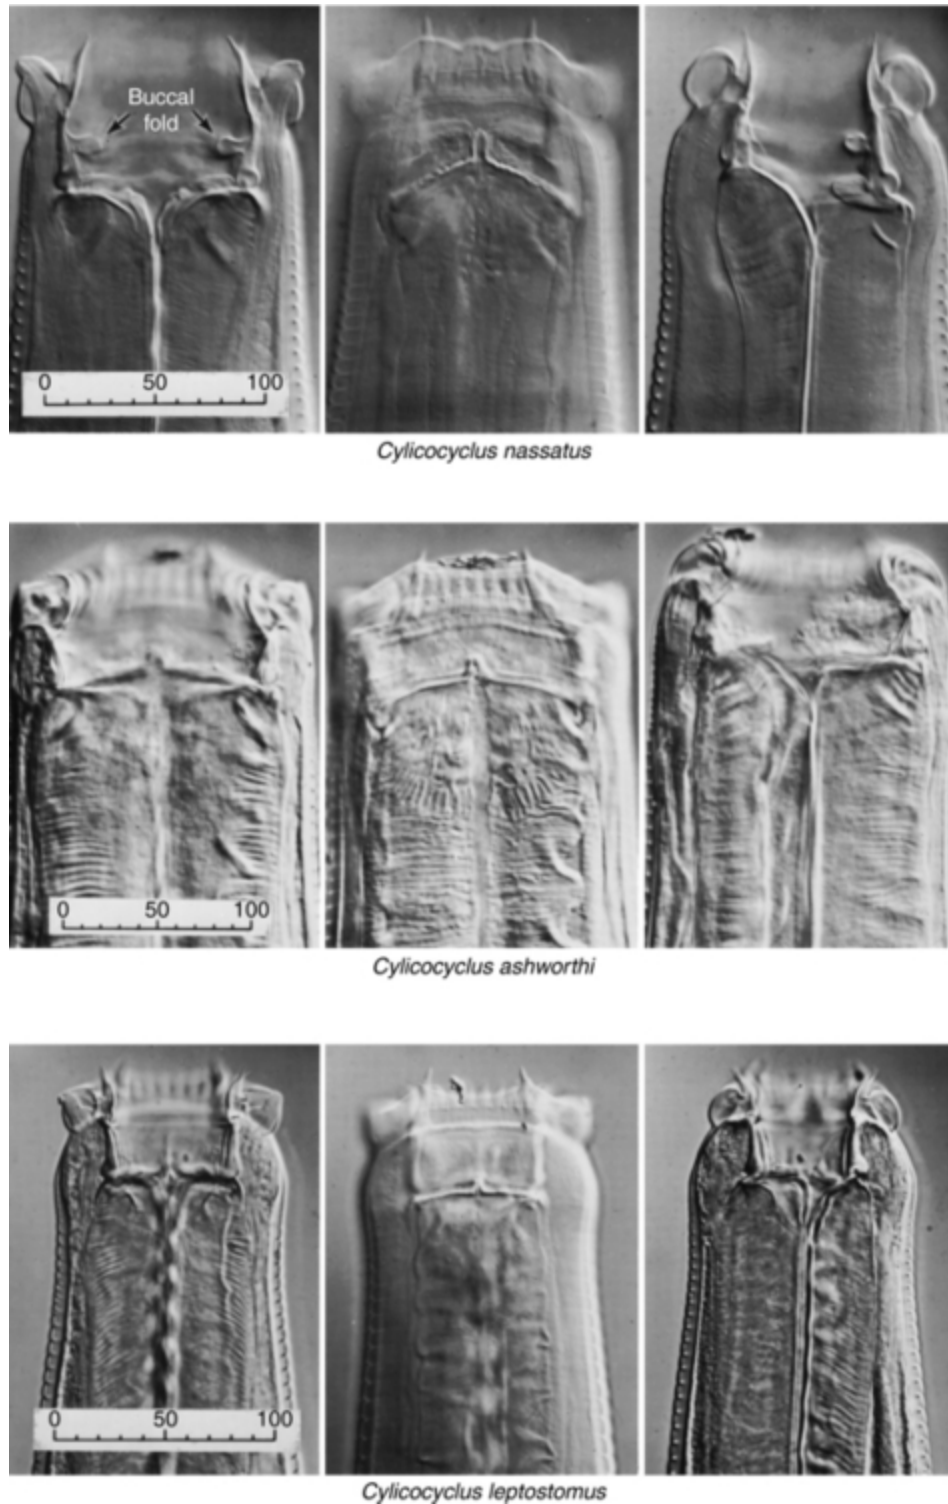 Buccal
fold
0 50 100
Cylicocyclus nassatus
0 50 100
Cylicocyclus ashworthi
0 50 100
Cylicocyclus leptostomus